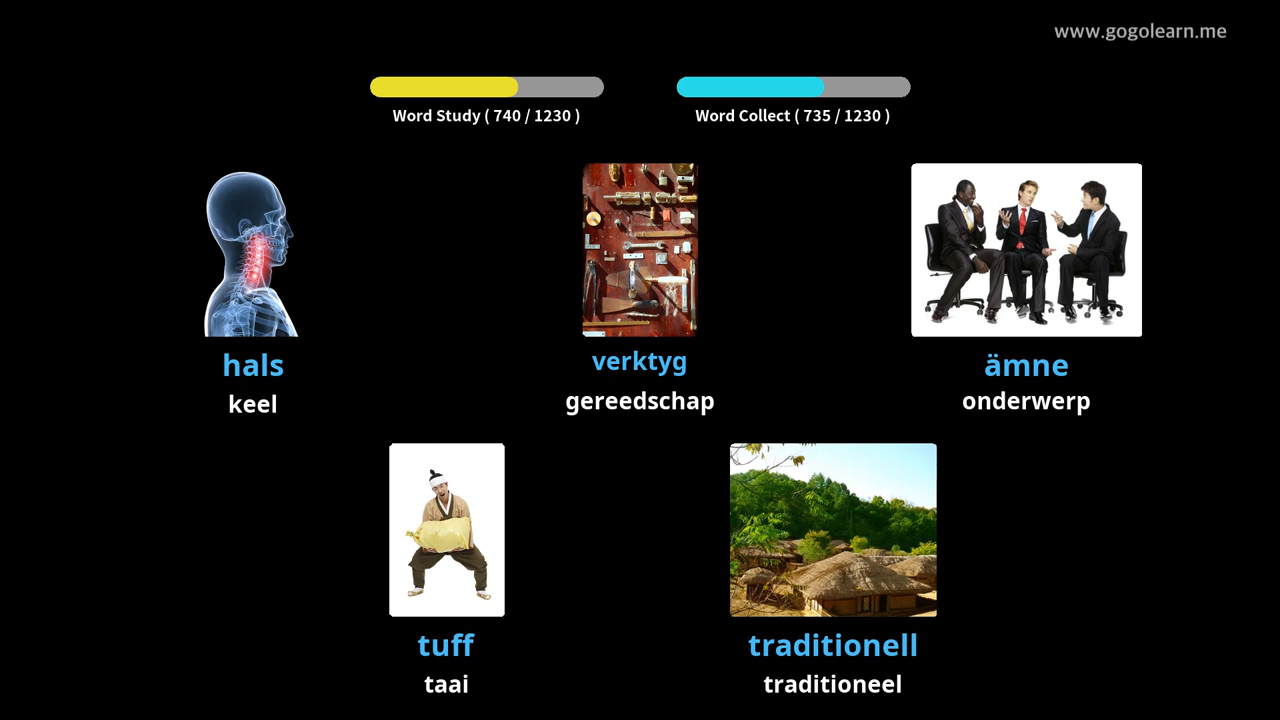 www.gogolearn.me
Word Study ( 740 / 1230 )
Word Collect ( 735 / 1230 )
hals
keel
verktyg
gereedschap
ämne
onderwerp
tuff
taai
traditionell
traditioneel